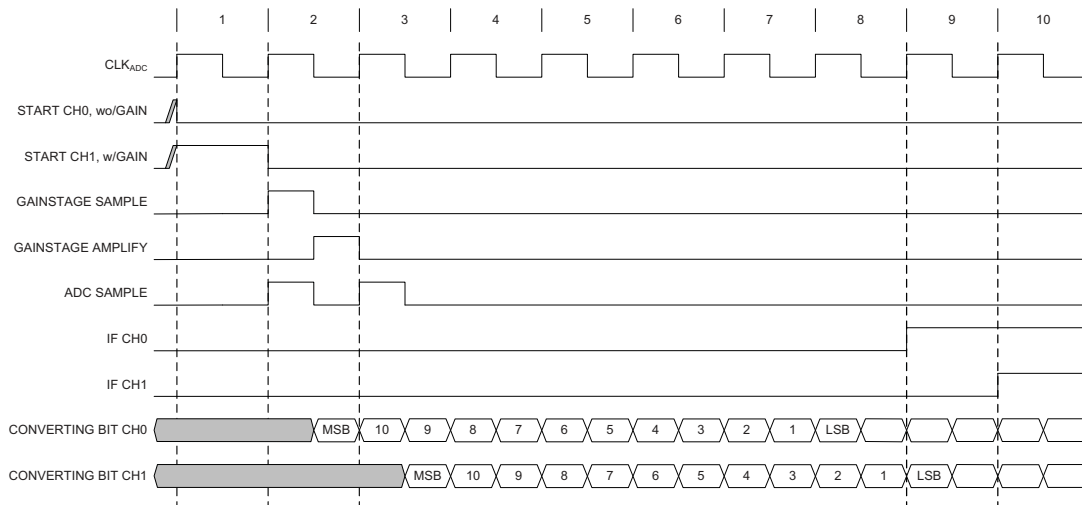 1 2 3 4 5 6 7 8 9 10
CLKADC
START CH0, wo/GAIN
START CH1, w/GAIN
GAINSTAGE SAMPLE
GAINSTAGE AMPLIFY
ADC SAMPLE
IF CH0
IF CH1
CONVERTING BIT CH0 MSB 10 9 8 7 6 5 4 3 2 1 LSB
CONVERTING BIT CH1 MSB 10 9 8 7 6 5 4 3 2 1 LSB